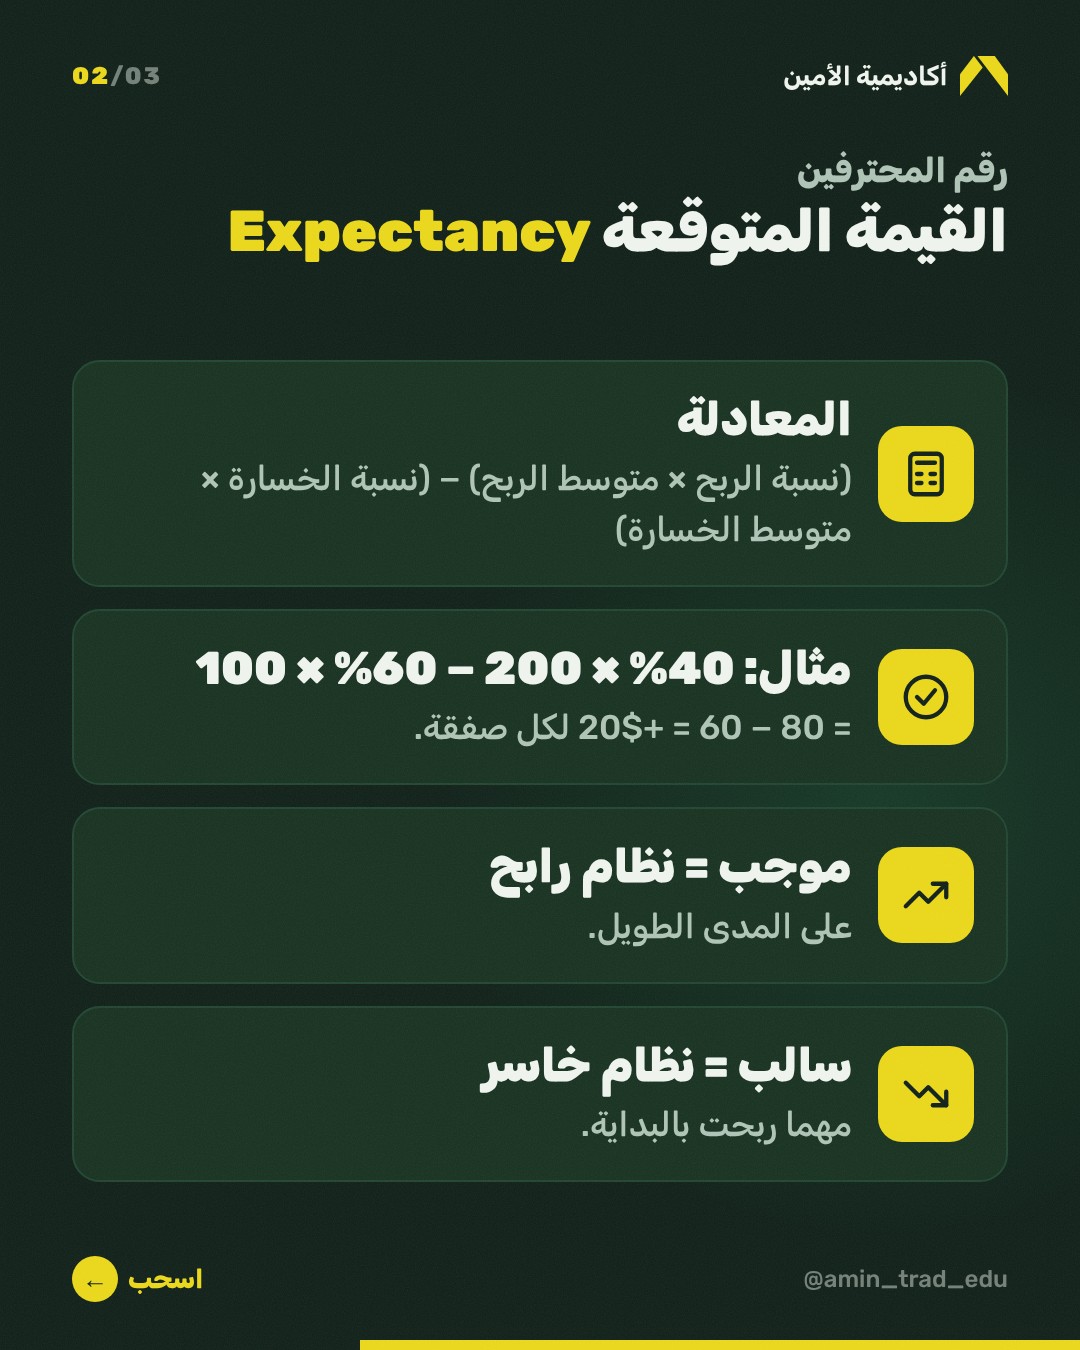 أكاديمية الأمين
02/03
رقم المحترفين
القيمة المتوقعة Expectancy
المعادلة
(نسبة الربح × متوسط الربح) – (نسبة الخسارة ×
متوسط الخسارة)
مثال: 40% × 200 – 60% × 100
= 80 – 60 = +$20 لكل صفقة.
موجب = نظام رابح
على المدى الطويل.
سالب = نظام خاسر
مهما ربحت بالبداية.
@amin_trad_edu
اسحب ←